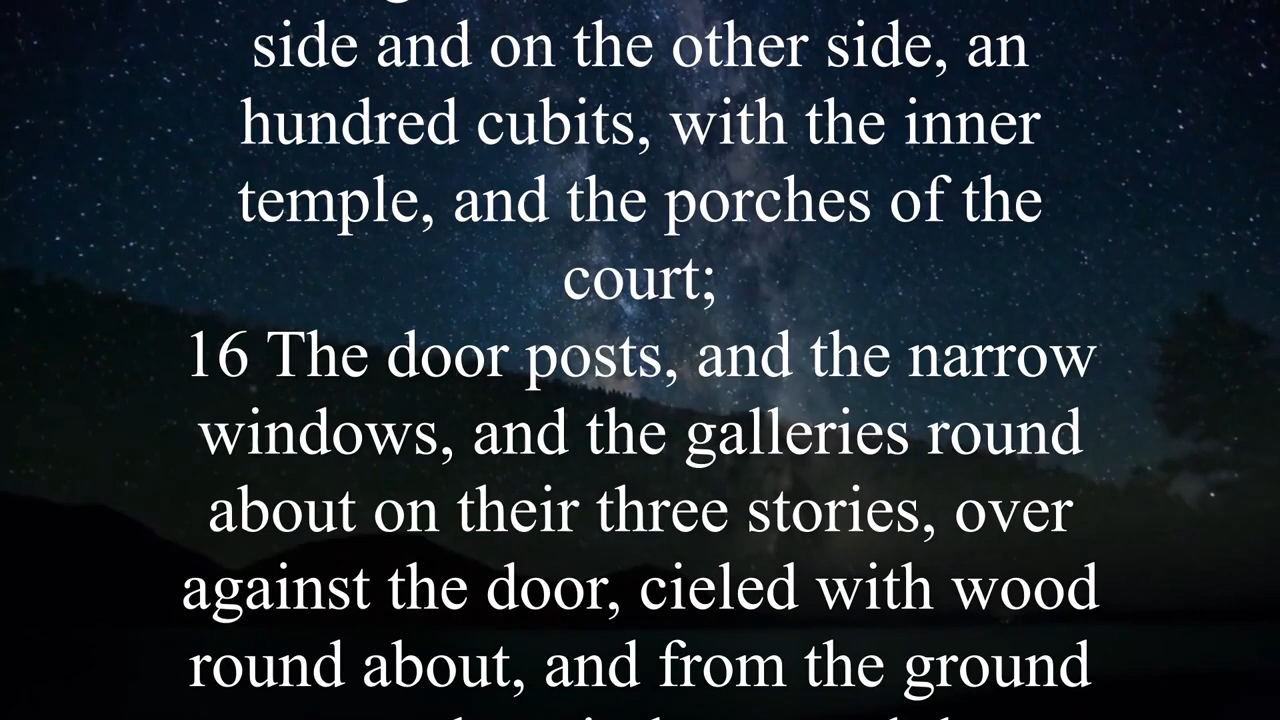 side and on the other side, an
hundred cubits, with the inner
temple, and the porches of the
court;
16 The door posts, and the narrow
windows, and the galleries round
about on their three stories, over
against the door, cieled with wood
round about, and from the ground